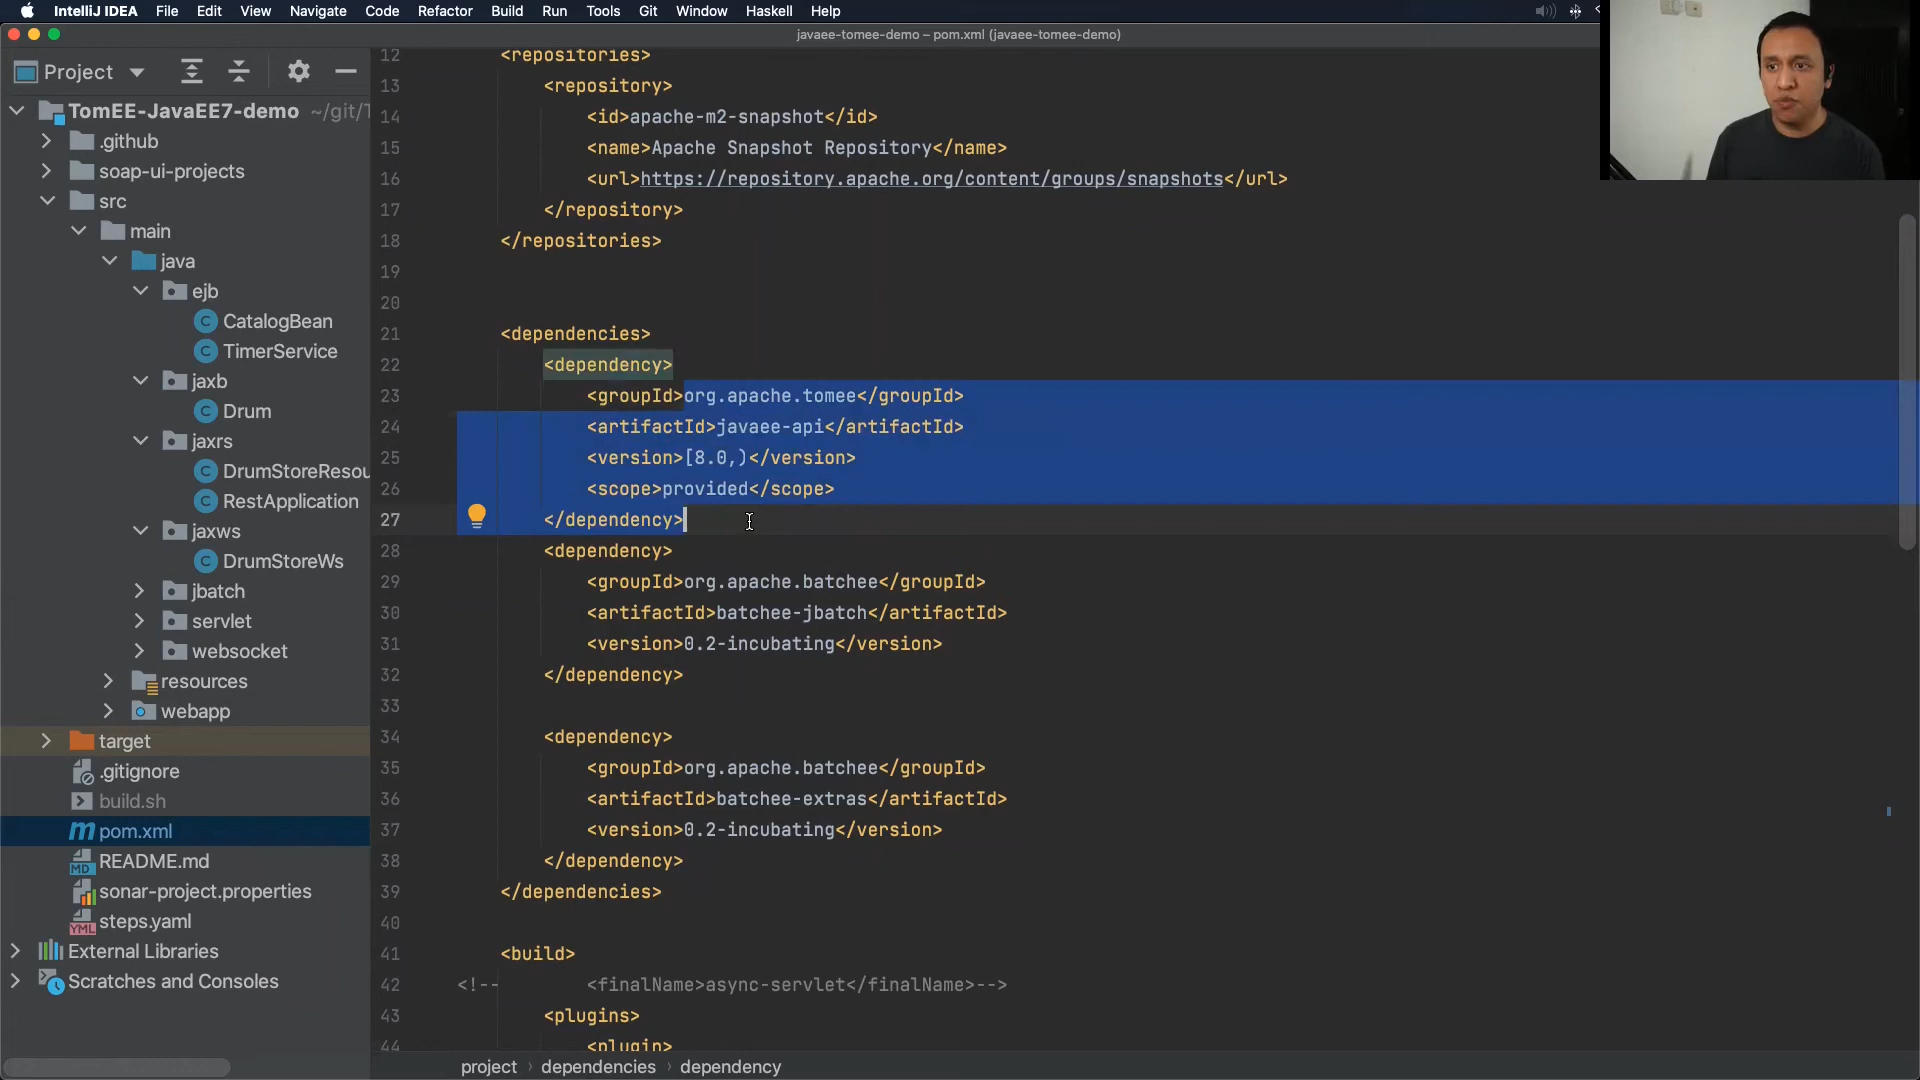 IntelliJ IDEA File Edit View Navigate Code Refactor Build Run Tools Git Window Haskell Help
javaee-tomee-demo – pom.xml (javaee-tomee-demo)
Project
TomEE-JavaEE7-demo ~/git/T
.github
soap-ui-projects
src
main
java
ejb
CatalogBean
TimerService
jaxb
Drum
jaxrs
DrumStoreResou
RestApplication
jaxws
DrumStoreWs
jbatch
servlet
websocket
resources
webapp
target
.gitignore
build.sh
pom.xml
README.md
sonar-project.properties
steps.yaml
External Libraries
Scratches and Consoles
12 <repositories>
13 <repository>
14 <id>apache-m2-snapshot</id>
15 <name>Apache Snapshot Repository</name>
16 <url>https://repository.apache.org/content/groups/snapshots</url>
17 </repository>
18 </repositories>
19
20
21 <dependencies>
22 <dependency>
23 <groupId>org.apache.tomee</groupId>
24 <artifactId>javaee-api</artifactId>
25 <version>[8.0,)</version>
26 <scope>provided</scope>
27 </dependency>
28 <dependency>
29 <groupId>org.apache.batchee</groupId>
30 <artifactId>batchee-jbatch</artifactId>
31 <version>0.2-incubating</version>
32 </dependency>
33
34 <dependency>
35 <groupId>org.apache.batchee</groupId>
36 <artifactId>batchee-extras</artifactId>
37 <version>0.2-incubating</version>
38 </dependency>
39 </dependencies>
40
41 <build>
42 <!-- <finalName>async-servlet</finalName>-->
43 <plugins>
44 <plugin>
project › dependencies › dependency